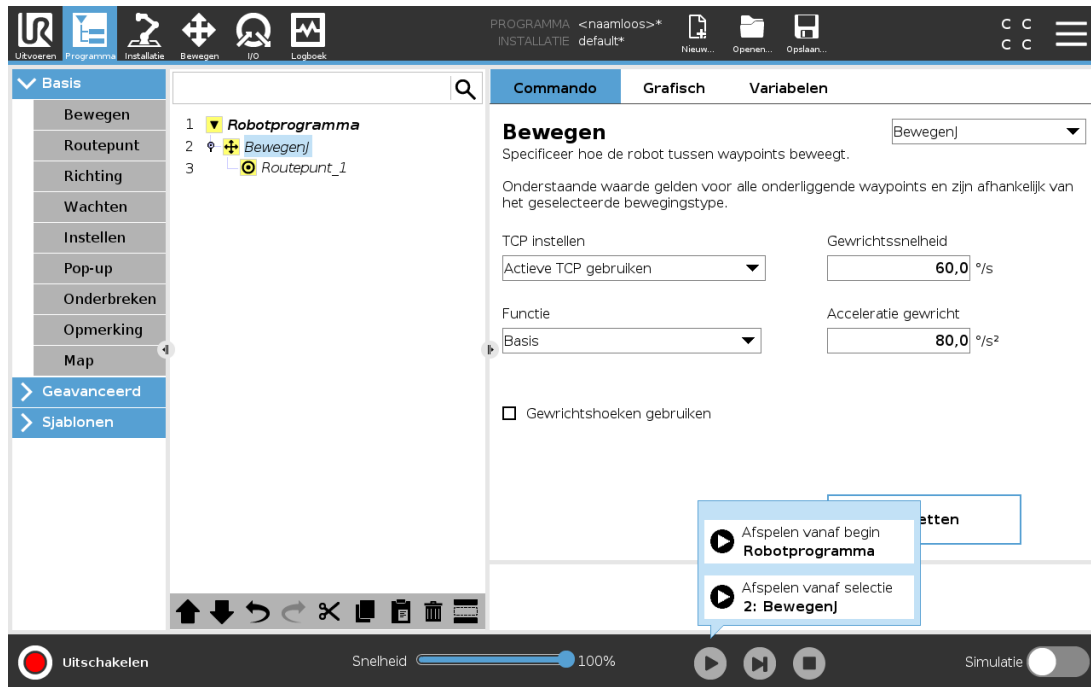 PROGRAMMA <naamloos>*
INSTALLATIE default*
UR
Uitvoeren Programma Installatie Bewegen I/O Logboek Nieuw... Openen... Opslaan...
C C
C C
Basis
Bewegen
Routepunt
Richting
Wachten
Instellen
Pop-up
Onderbreken
Opmerking
Map
Geavanceerd
Sjablonen
1 Robotprogramma
2 BewegenJ
3 Routepunt_1
Commando Grafisch Variabelen
Bewegen
BewegenJ
Specificeer hoe de robot tussen waypoints beweegt.
Onderstaande waarde gelden voor alle onderliggende waypoints en zijn afhankelijk van
het geselecteerde bewegingstype.
TCP instellen Gewrichtssnelheid
Actieve TCP gebruiken 60,0 °/s
Functie Acceleratie gewricht
Basis 80,0 °/s²
Gewrichtshoeken gebruiken
etten
Afspelen vanaf begin
Robotprogramma
Afspelen vanaf selectie
2: BewegenJ
Uitschakelen Snelheid 100% Simulatie